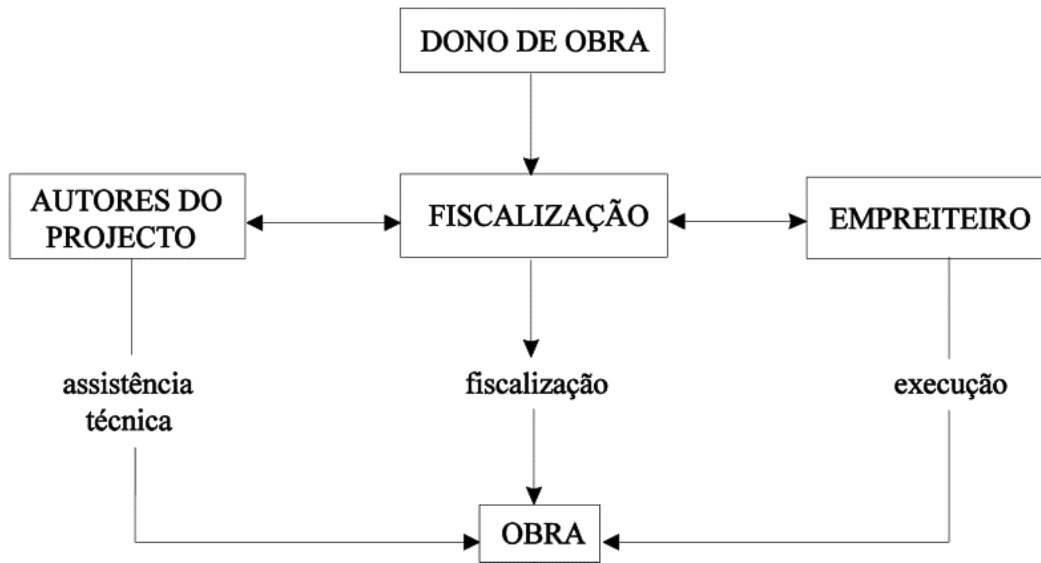 DONO DE OBRA
AUTORES DO
PROJECTO
FISCALIZAÇÃO
EMPREITEIRO
assistência
técnica
fiscalização
execução
OBRA